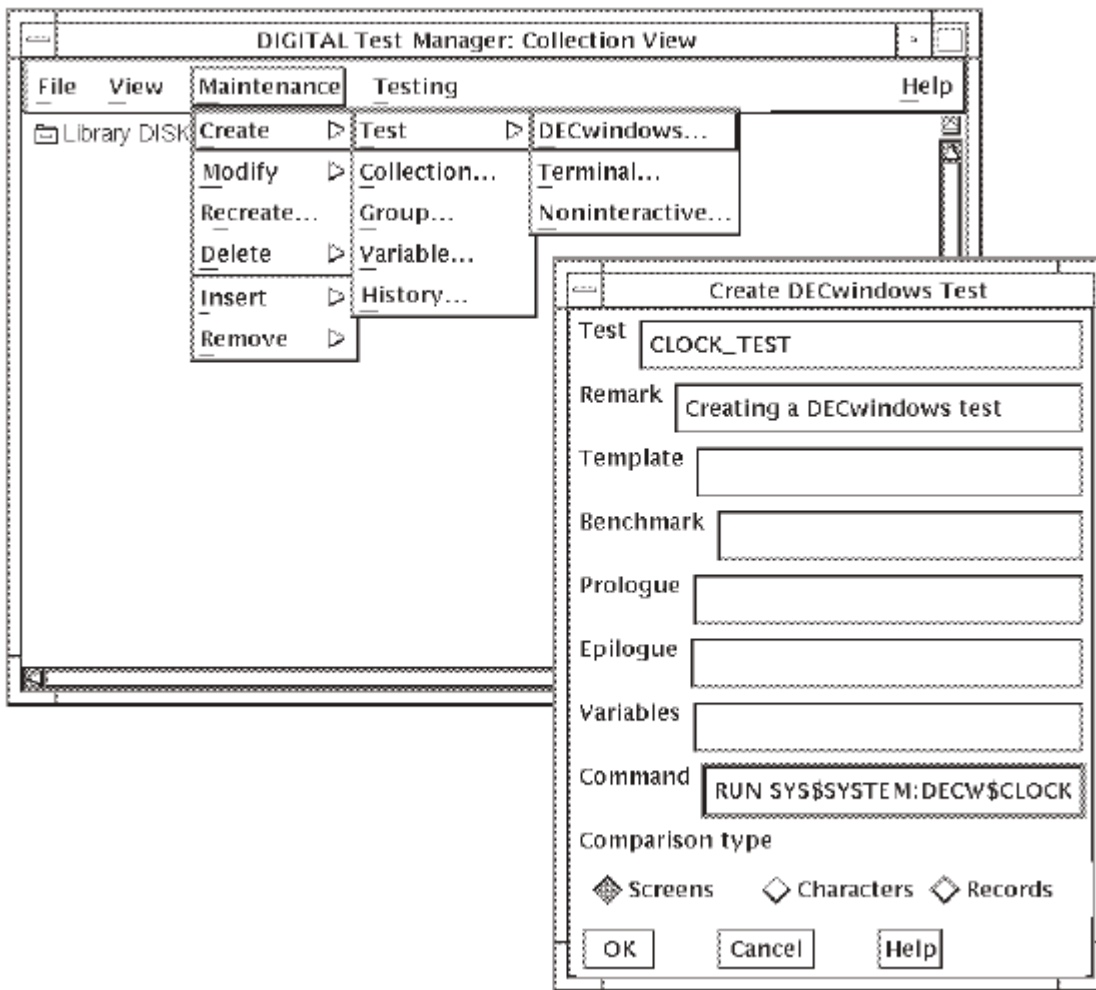 DIGITAL Test Manager: Collection View
File View Maintenance Testing Help
Library DISK
Create
Modify
Recreate...
Delete
Insert
Remove
Test
Collection...
Group...
Variable...
History...
DECwindows...
Terminal...
Noninteractive...
Create DECwindows Test
Test CLOCK_TEST
Remark Creating a DECwindows test
Template
Benchmark
Prologue
Epilogue
Variables
Command RUN SYS$SYSTEM:DECW$CLOCK
Comparison type
Screens Characters Records
OK Cancel Help